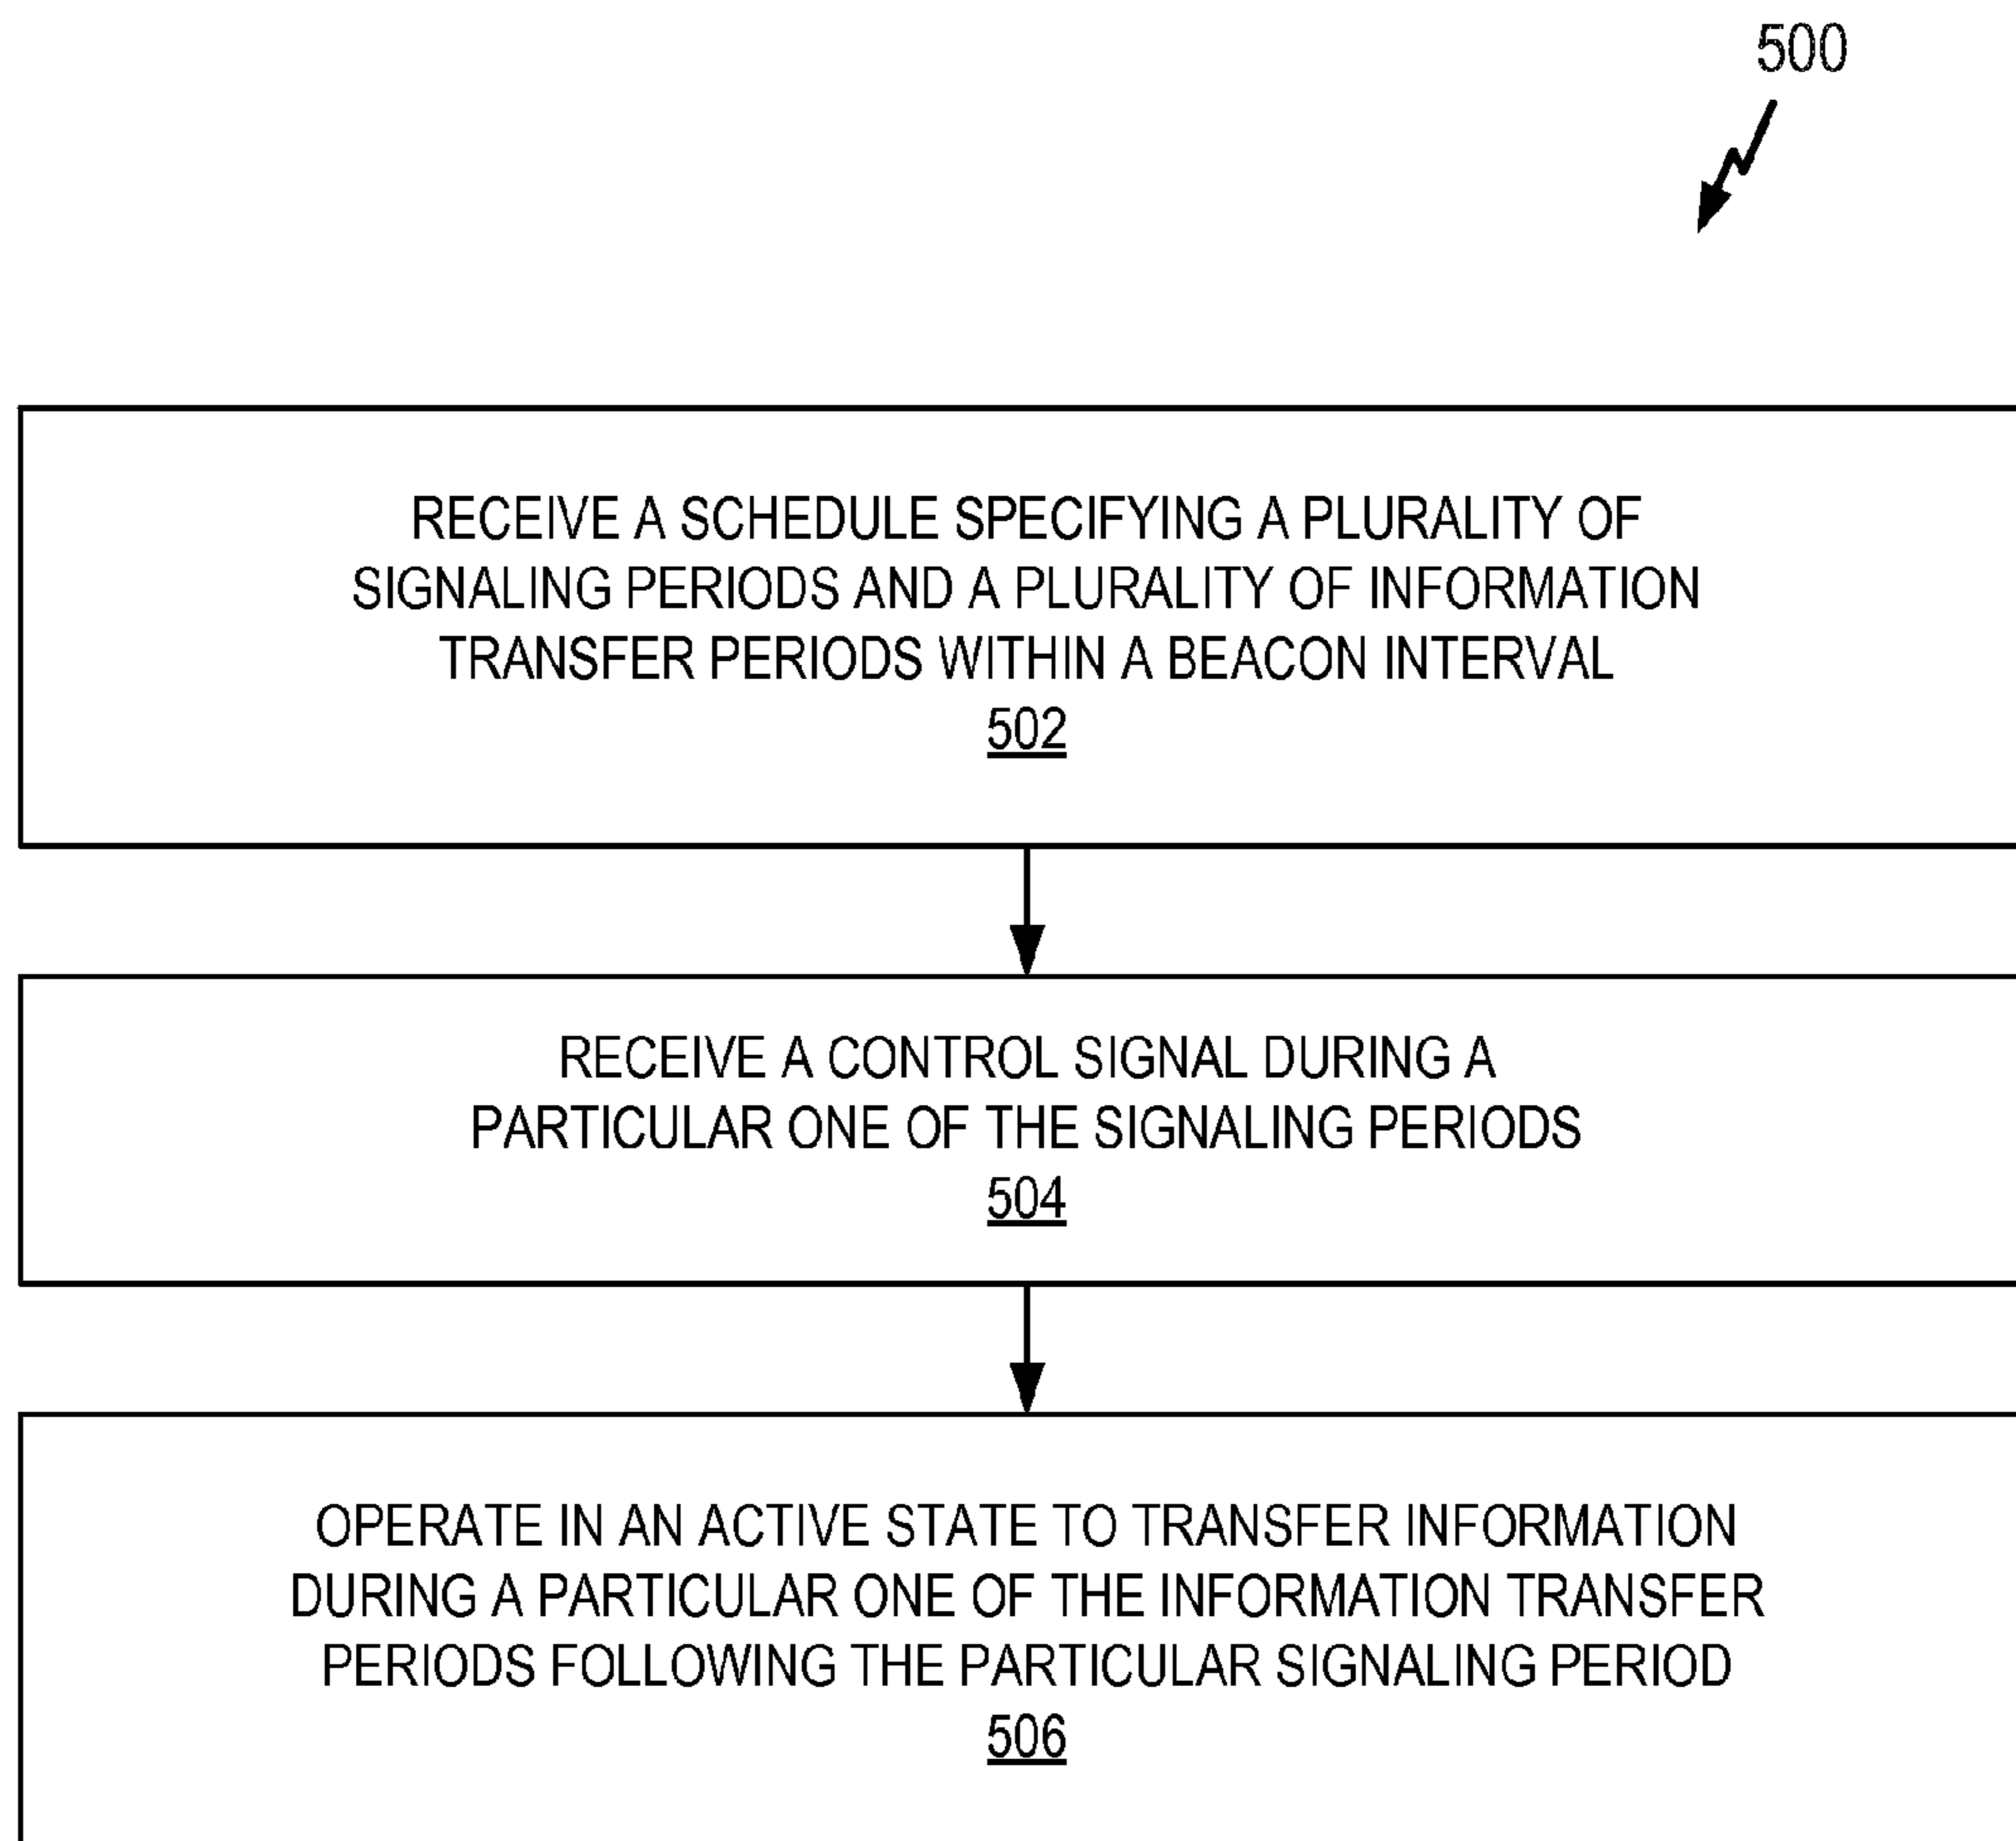 500
RECEIVE A SCHEDULE SPECIFYING A PLURALITY OF
SIGNALING PERIODS AND A PLURALITY OF INFORMATION
TRANSFER PERIODS WITHIN A BEACON INTERVAL
502
RECEIVE A CONTROL SIGNAL DURING A
PARTICULAR ONE OF THE SIGNALING PERIODS
504
OPERATE IN AN ACTIVE STATE TO TRANSFER INFORMATION
DURING A PARTICULAR ONE OF THE INFORMATION TRANSFER
PERIODS FOLLOWING THE PARTICULAR SIGNALING PERIOD
506